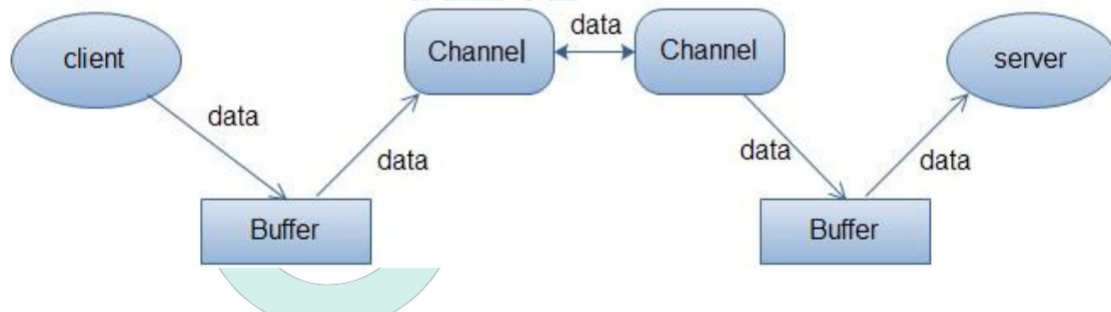 client
data
Buffer
data
Channel
data
Channel
data
Buffer
data
server